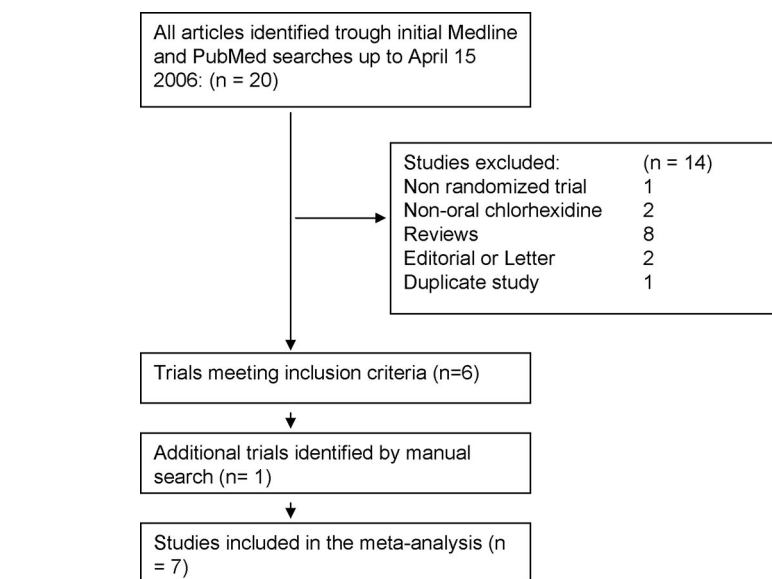 All articles identified trough initial Medline
and PubMed searches up to April 15
2006: (n = 20)
Studies excluded: (n = 14)
Non randomized trial 1
Non-oral chlorhexidine 2
Reviews 8
Editorial or Letter 2
Duplicate study 1
Trials meeting inclusion criteria (n=6)
Additional trials identified by manual
search (n= 1)
Studies included in the meta-analysis (n
= 7)